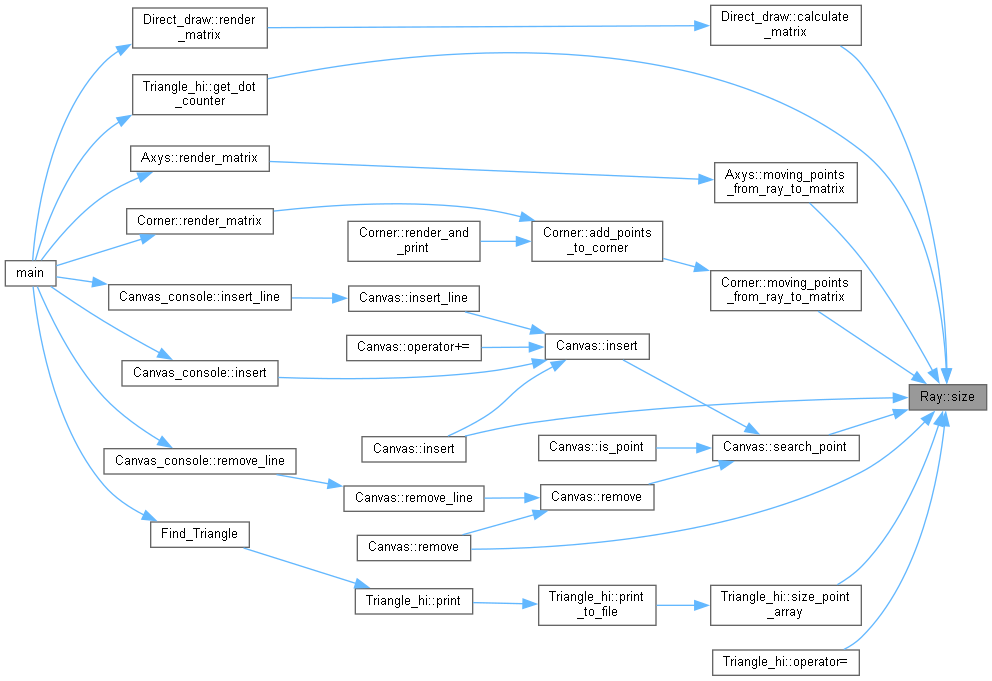 Direct_draw::render
_matrix
Direct_draw::calculate
_matrix
Triangle_hi::get_dot
_counter
Axys::render_matrix
Axys::moving_points
_from_ray_to_matrix
Corner::render_matrix
Corner::render_and
_print
Corner::add_points
_to_corner
main
Corner::moving_points
_from_ray_to_matrix
Canvas_console::insert_line
Canvas::insert_line
Canvas::operator+=
Canvas::insert
Canvas_console::insert
Ray::size
Canvas::insert
Canvas::is_point
Canvas::search_point
Canvas_console::remove_line
Canvas::remove_line
Canvas::remove
Find_Triangle
Canvas::remove
Triangle_hi::print
Triangle_hi::print
_to_file
Triangle_hi::size_point
_array
Triangle_hi::operator=